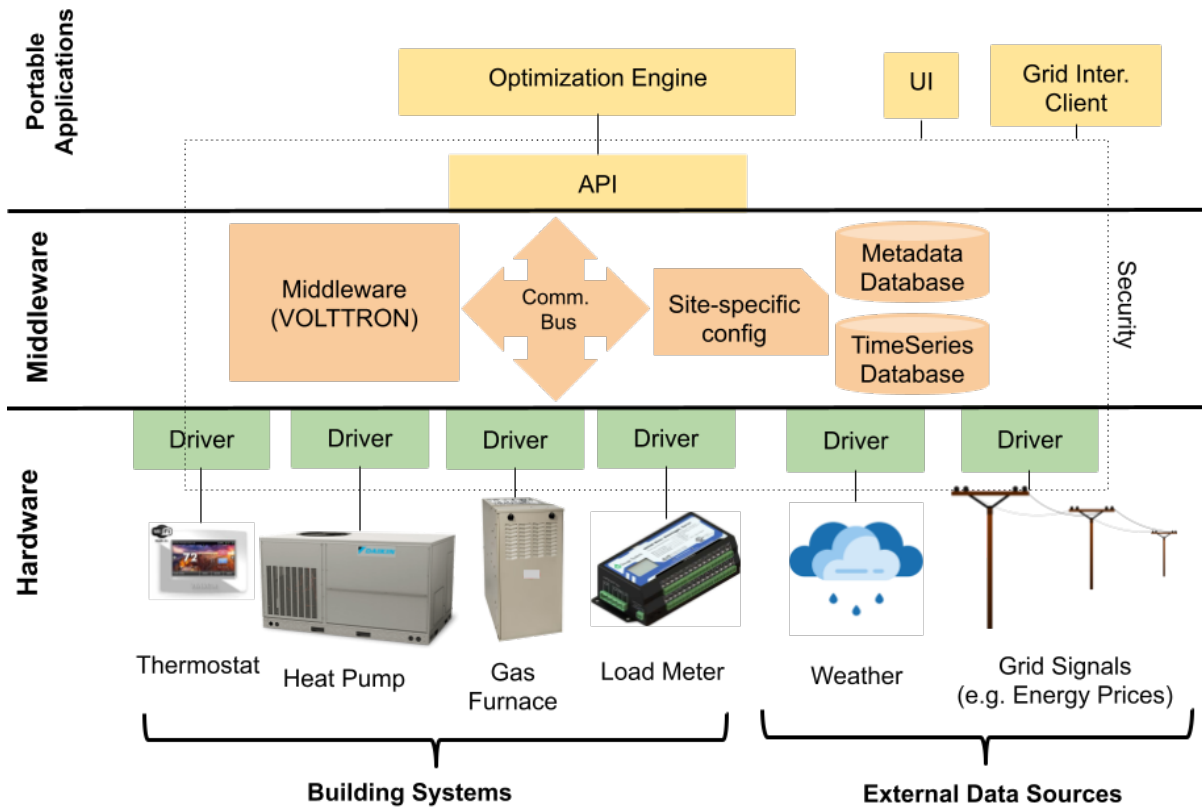 Portable
Applications
Optimization Engine
UI
Grid Inter.
Client
API
Middleware
Middleware
(VOLTTRON)
Comm.
Bus
Site-specific
config
Metadata
Database
TimeSeries
Database
Security
Hardware
Driver
Driver
Driver
Driver
Driver
Driver
72
DAIKIN
Thermostat
Heat Pump
Gas
Furnace
Load Meter
Weather
Grid Signals
(e.g. Energy Prices)
Building Systems
External Data Sources